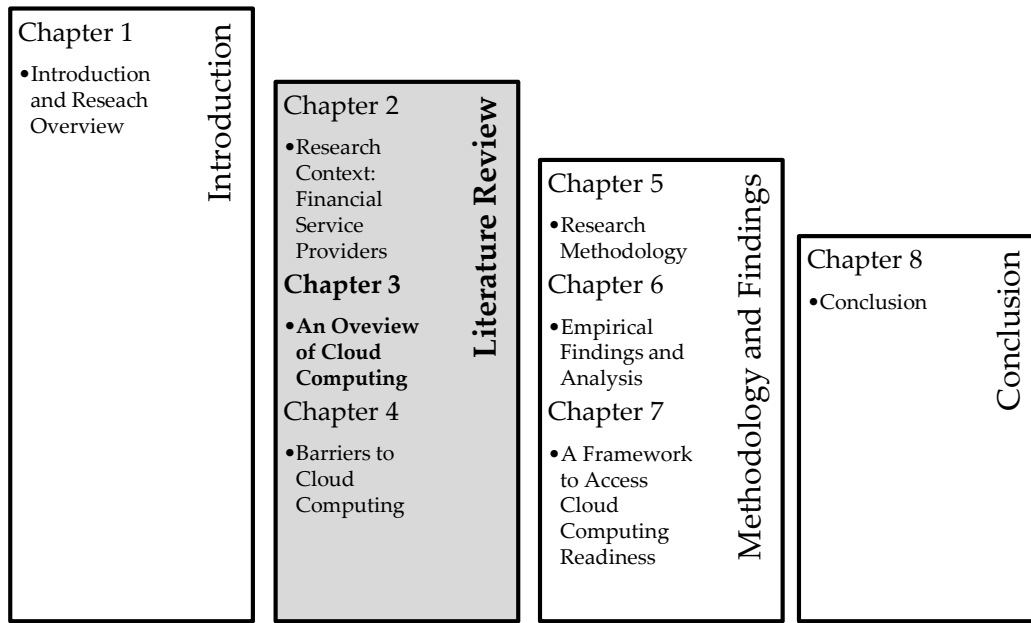 Chapter 1
•Introduction
and Reseach
Overview
Introduction
Chapter 2
•Research
Context:
Financial
Service
Providers
Chapter 3
•An Oveview
of Cloud
Computing
Chapter 4
•Barriers to
Cloud
Computing
Literature Review
Chapter 5
•Research
Methodology
Chapter 6
•Empirical
Findings and
Analysis
Chapter 7
•A Framework
to Access
Cloud
Computing
Readiness
Methodology and Findings
Chapter 8
•Conclusion
Conclusion